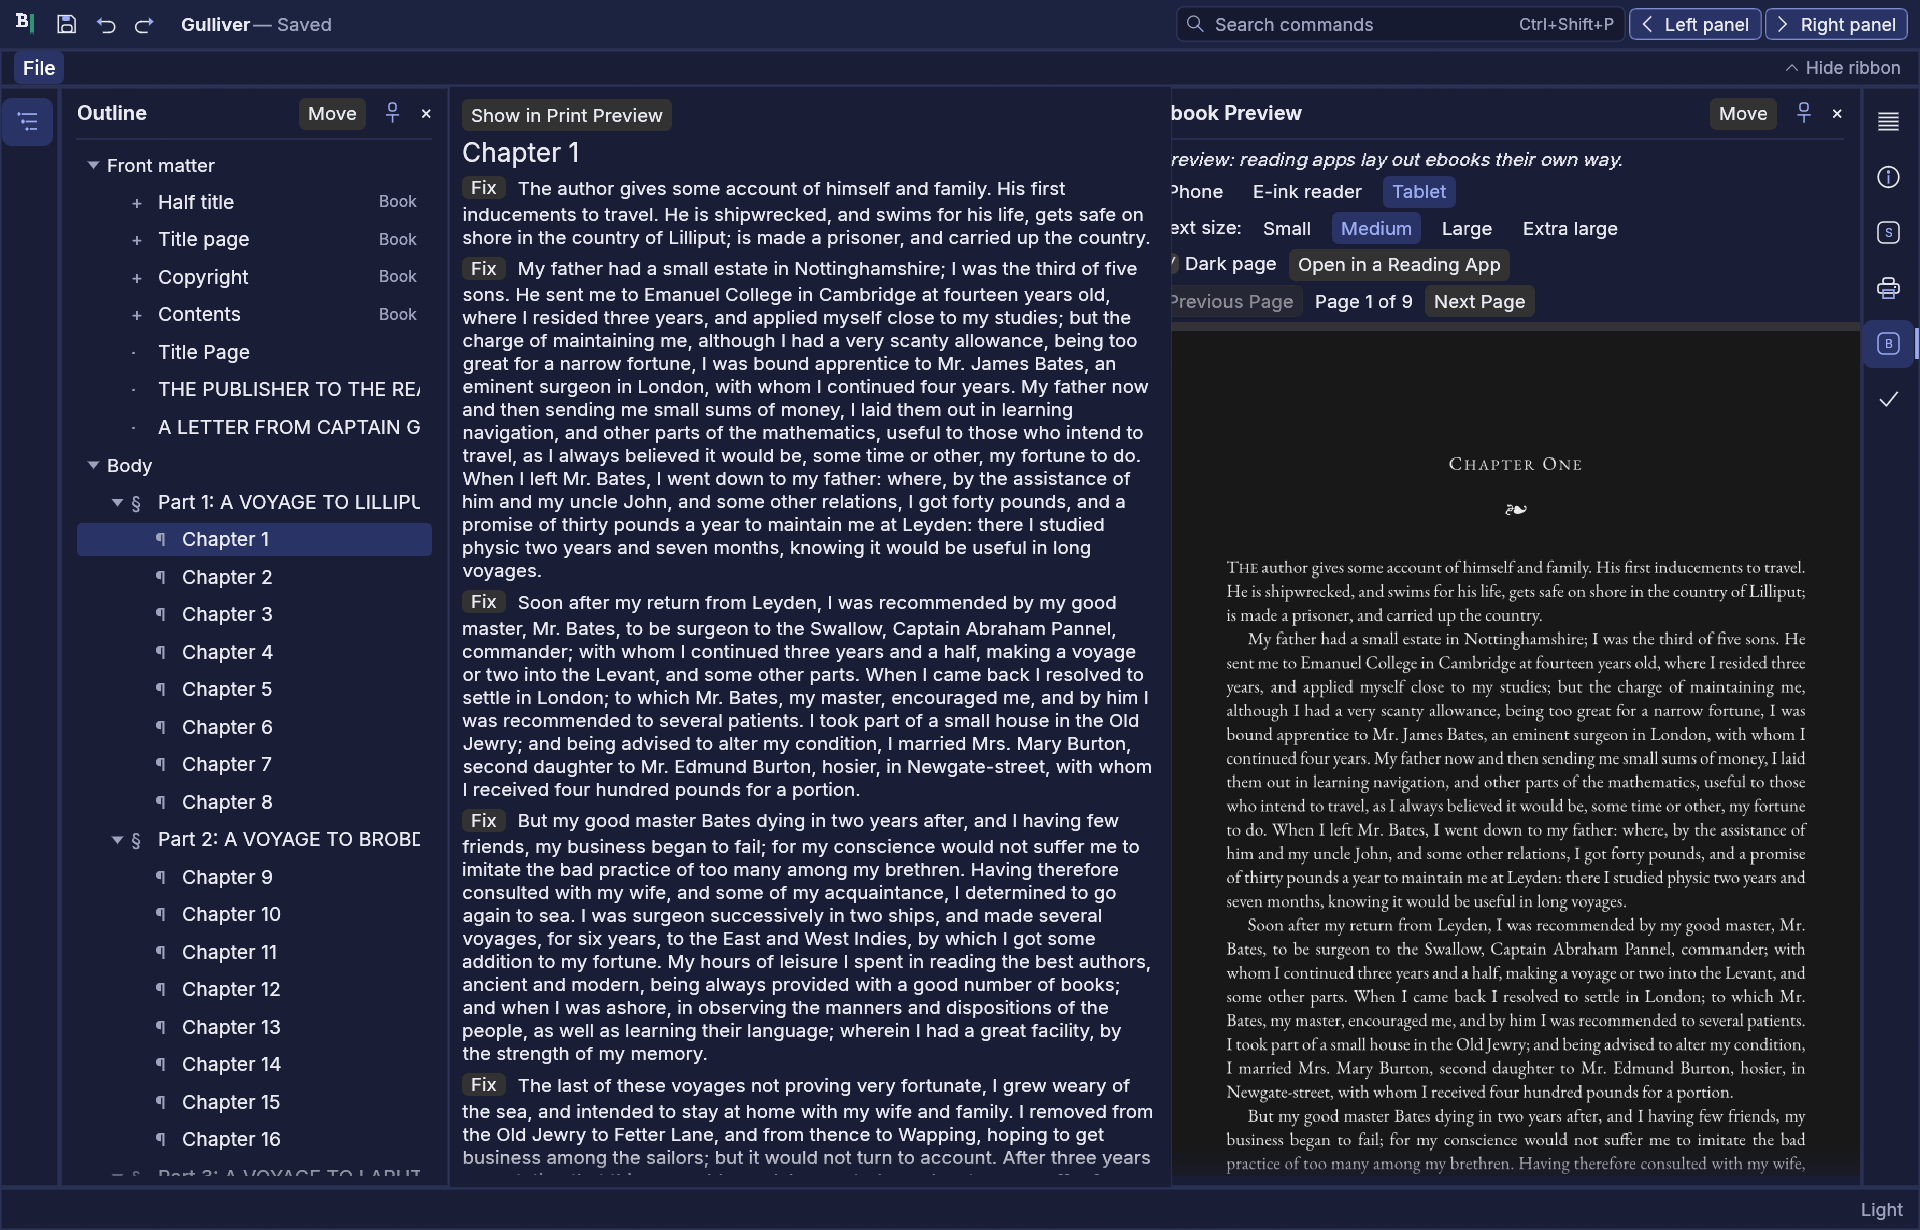 B
Gulliver — Saved
Search commands Ctrl+Shift+P
Left panel
Right panel
File
Hide ribbon
Outline
Move
×
Front matter
+ Half title Book
+ Title page Book
+ Copyright Book
+ Contents Book
· Title Page
· THE PUBLISHER TO THE REA
· A LETTER FROM CAPTAIN G
Body
§ Part 1: A VOYAGE TO LILLIPU
¶ Chapter 1
¶ Chapter 2
¶ Chapter 3
¶ Chapter 4
¶ Chapter 5
¶ Chapter 6
¶ Chapter 7
¶ Chapter 8
§ Part 2: A VOYAGE TO BROBD
¶ Chapter 9
¶ Chapter 10
¶ Chapter 11
¶ Chapter 12
¶ Chapter 13
¶ Chapter 14
¶ Chapter 15
¶ Chapter 16
Part 3: A VOYAGE TO LAPUT
Show in Print Preview
Chapter 1
Fix The author gives some account of himself and family. His first
inducements to travel. He is shipwrecked, and swims for his life, gets safe on
shore in the country of Lilliput; is made a prisoner, and carried up the country.
Fix My father had a small estate in Nottinghamshire; I was the third of five
sons. He sent me to Emanuel College in Cambridge at fourteen years old,
where I resided three years, and applied myself close to my studies; but the
charge of maintaining me, although I had a very scanty allowance, being too
great for a narrow fortune, I was bound apprentice to Mr. James Bates, an
eminent surgeon in London, with whom I continued four years. My father now
and then sending me small sums of money, I laid them out in learning
navigation, and other parts of the mathematics, useful to those who intend to
travel, as I always believed it would be, some time or other, my fortune to do.
When I left Mr. Bates, I went down to my father: where, by the assistance of
him and my uncle John, and some other relations, I got forty pounds, and a
promise of thirty pounds a year to maintain me at Leyden: there I studied
physic two years and seven months, knowing it would be useful in long
voyages.
Fix Soon after my return from Leyden, I was recommended by my good
master, Mr. Bates, to be surgeon to the Swallow, Captain Abraham Pannel,
commander; with whom I continued three years and a half, making a voyage
or two into the Levant, and some other parts. When I came back I resolved to
settle in London; to which Mr. Bates, my master, encouraged me, and by him I
was recommended to several patients. I took part of a small house in the Old
Jewry; and being advised to alter my condition, I married Mrs. Mary Burton,
second daughter to Mr. Edmund Burton, hosier, in Newgate-street, with whom
I received four hundred pounds for a portion.
Fix But my good master Bates dying in two years after, and I having few
friends, my business began to fail; for my conscience would not suffer me to
imitate the bad practice of too many among my brethren. Having therefore
consulted with my wife, and some of my acquaintance, I determined to go
again to sea. I was surgeon successively in two ships, and made several
voyages, for six years, to the East and West Indies, by which I got some
addition to my fortune. My hours of leisure I spent in reading the best authors,
ancient and modern, being always provided with a good number of books;
and when I was ashore, in observing the manners and dispositions of the
people, as well as learning their language; wherein I had a great facility, by
the strength of my memory.
Fix The last of these voyages not proving very fortunate, I grew weary of
the sea, and intended to stay at home with my wife and family. I removed from
the Old Jewry to Fetter Lane, and from thence to Wapping, hoping to get
business among the sailors; but it would not turn to account. After three years
book Preview
Move
×
review: reading apps lay out ebooks their own way.
Phone E-ink reader Tablet
ext size: Small Medium Large Extra large
Dark page Open in a Reading App
Previous Page Page 1 of 9 Next Page
CHAPTER ONE
THE author gives some account of himself and family. His first inducements to travel.
He is shipwrecked, and swims for his life, gets safe on shore in the country of Lilliput;
is made a prisoner, and carried up the country.
My father had a small estate in Nottinghamshire; I was the third of five sons. He
sent me to Emanuel College in Cambridge at fourteen years old, where I resided three
years, and applied myself close to my studies; but the charge of maintaining me,
although I had a very scanty allowance, being too great for a narrow fortune, I was
bound apprentice to Mr. James Bates, an eminent surgeon in London, with whom I
continued four years. My father now and then sending me small sums of money, I laid
them out in learning navigation, and other parts of the mathematics, useful to those
who intend to travel, as I always believed it would be, some time or other, my fortune
to do. When I left Mr. Bates, I went down to my father: where, by the assistance of
him and my uncle John, and some other relations, I got forty pounds, and a promise
of thirty pounds a year to maintain me at Leyden: there I studied physic two years and
seven months, knowing it would be useful in long voyages.
Soon after my return from Leyden, I was recommended by my good master, Mr.
Bates, to be surgeon to the Swallow, Captain Abraham Pannel, commander; with
whom I continued three years and a half, making a voyage or two into the Levant, and
some other parts. When I came back I resolved to settle in London; to which Mr.
Bates, my master, encouraged me, and by him I was recommended to several patients.
I took part of a small house in the Old Jewry; and being advised to alter my condition,
I married Mrs. Mary Burton, second daughter to Mr. Edmund Burton, hosier, in
Newgate-street, with whom I received four hundred pounds for a portion.
But my good master Bates dying in two years after, and I having few friends, my
business began to fail; for my conscience would not suffer me to imitate the bad
practice of too many among my brethren. Having therefore consulted with my wife,
S
B
Light